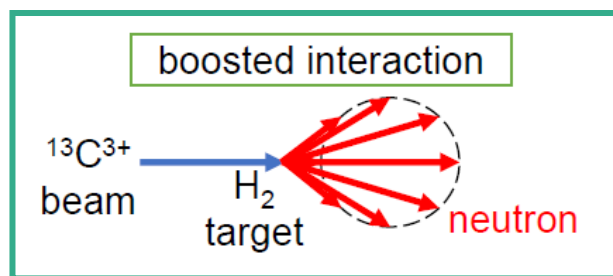 boosted interaction
¹³C³⁺
beam
H₂
target
neutron